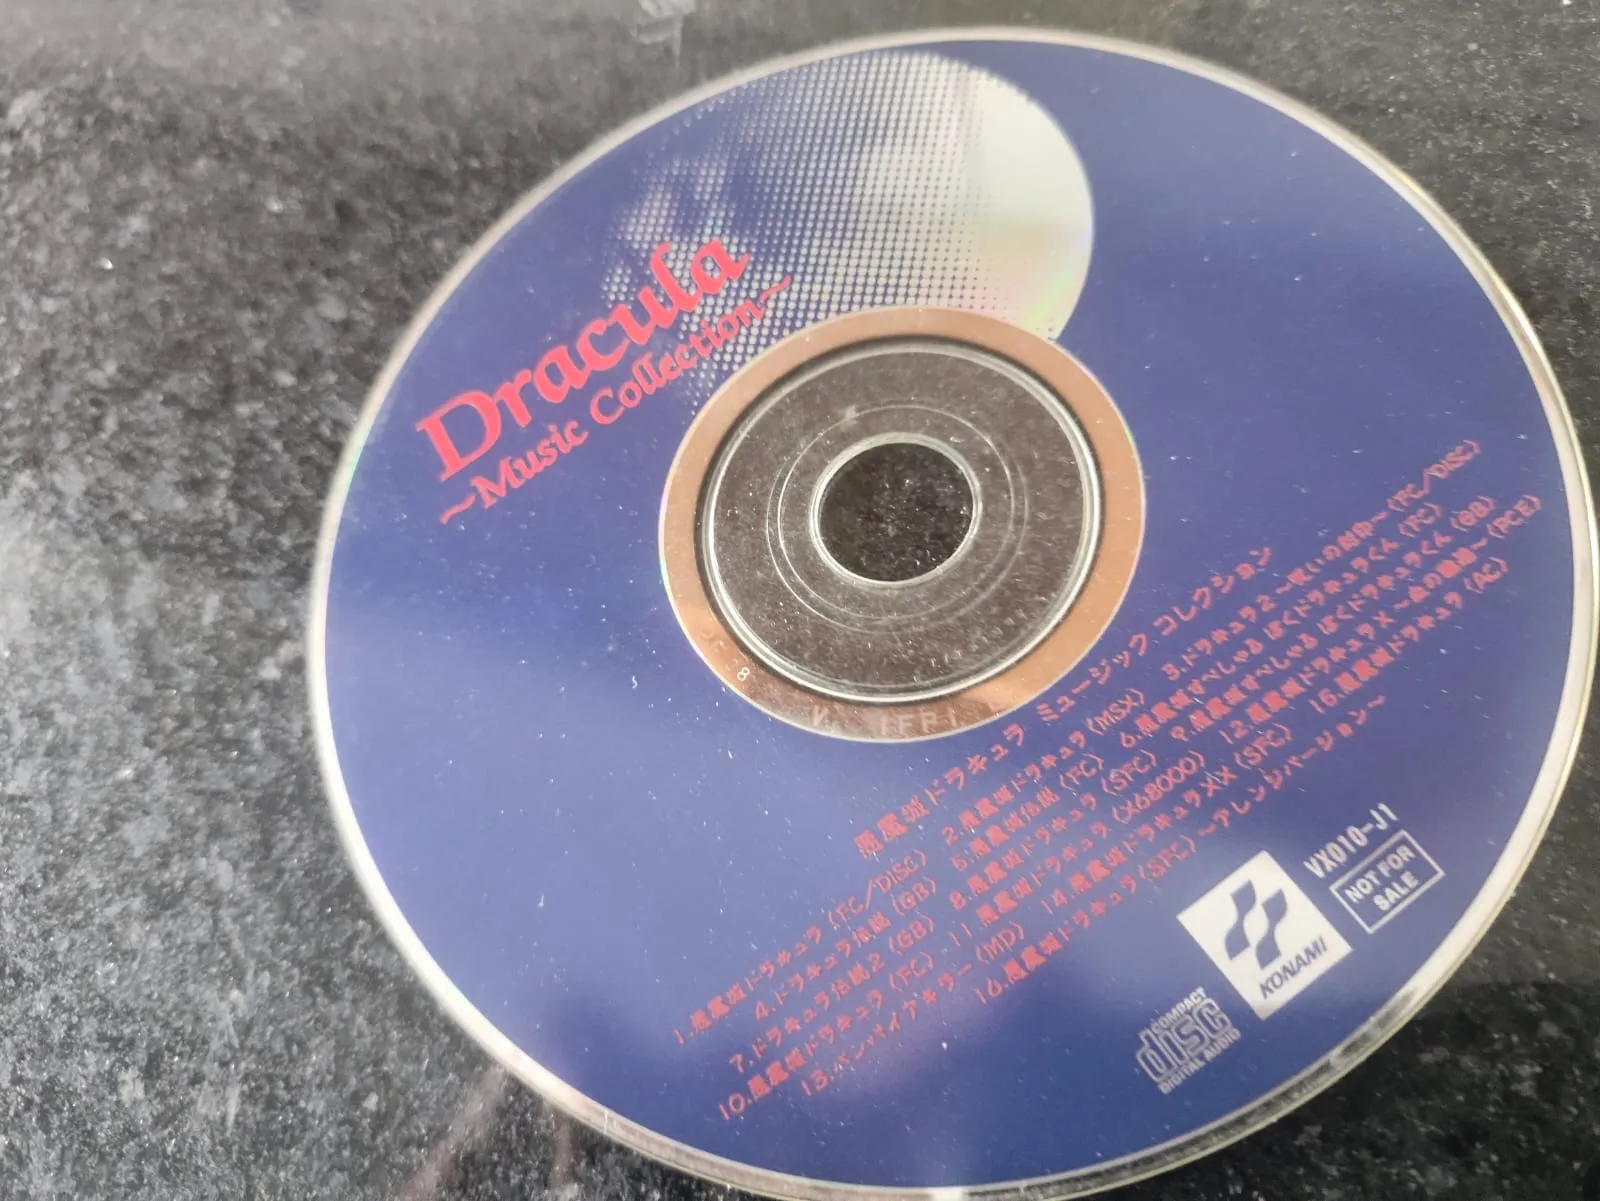 Dracula
~Music Collection~
悪魔城ドラキュラ ミュージック コレクション
1.悪魔城ドラキュラ(FC/DISC) 2.悪魔城ドラキュラ(MSX) 3.ドラキュラ2~呪いの封印~(FC/DISC)
4.ドラキュラ伝説(GB) 5.悪魔城伝説(FC) 6.悪魔城すぺしゃる ぼくドラキュラくん(FC)
7.ドラキュラ伝説2(GB) 8.悪魔城ドラキュラ(SFC) 9.悪魔城すぺしゃる ぼくドラキュラくん(GB)
10.悪魔城ドラキュラ(FC) 11.悪魔城ドラキュラ(X68000) 12.悪魔城ドラキュラX~血の輪廻~(PCE)
13.バンパイアキラー(MD) 14.悪魔城ドラキュラXX(SFC) 15.悪魔城ドラキュラ(AC)
16.悪魔城ドラキュラ(SFC)~アレンジバージョン~
KONAMI
VX010-J1
NOT FOR
SALE
COMPACT
disc
DIGITAL AUDIO
IFPI